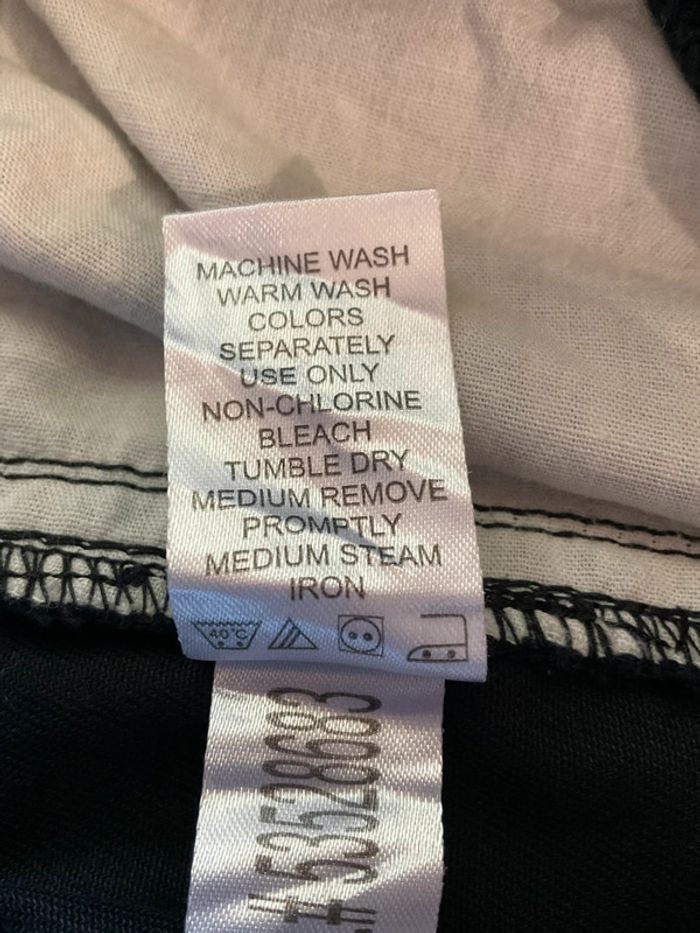 MACHINE WASH
WARM WASH
COLORS
SEPARATELY
USE ONLY
NON-CHLORINE
BLEACH
TUMBLE DRY
MEDIUM REMOVE
PROMPTLY
MEDIUM STEAM
IRON
40°C
# 53528683